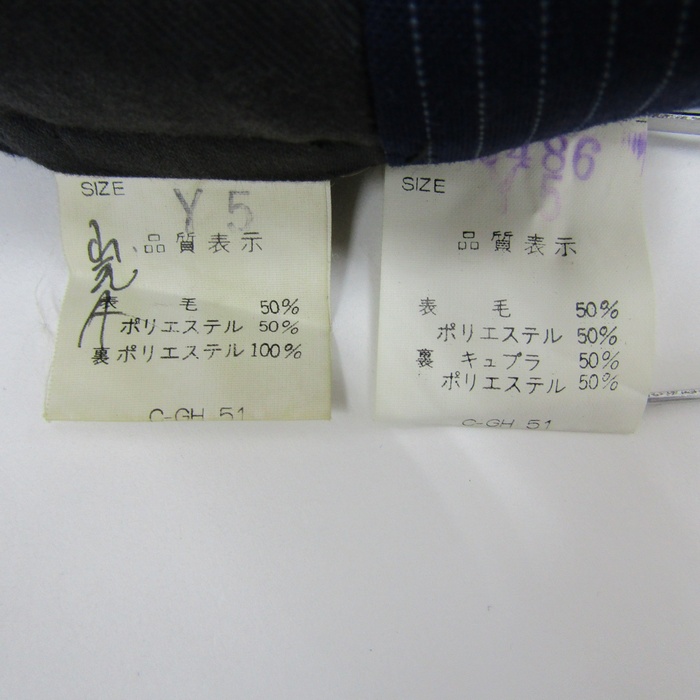 SIZE
Y 5
品質表示
表 毛 50%
ポリエステル 50%
裏 ポリエステル 100%
C-GH 51
486
SIZE
Y 5
品質表示
表 毛 50%
ポリエステル 50%
裏 キュプラ 50%
ポリエステル 50%
C-GH 51